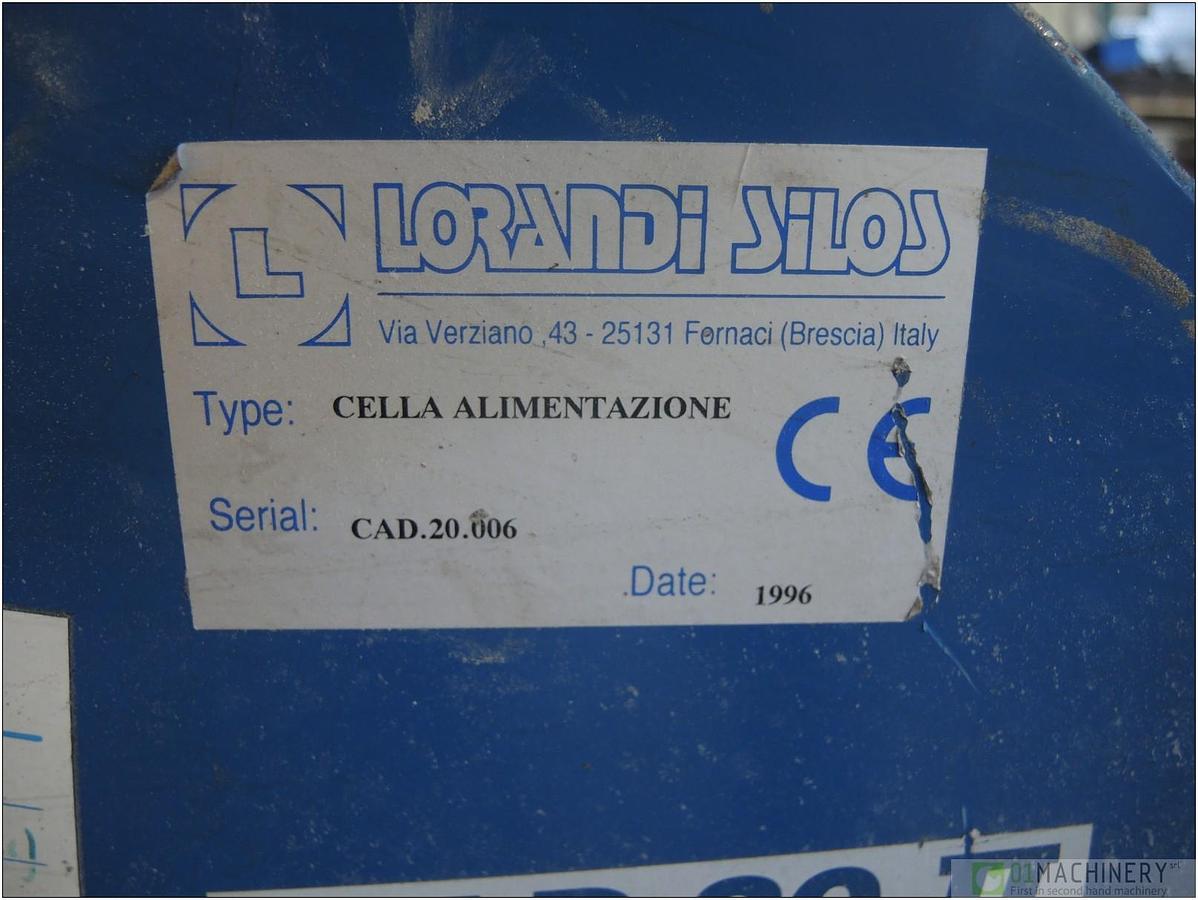 L
LORANDI SILOS
Via Verziano ,43 - 25131 Fornaci (Brescia) Italy
Type: CELLA ALIMENTAZIONE
CE
Serial: CAD.20.006
Date: 1996
01MACHINERY srl
First in second hand machinery